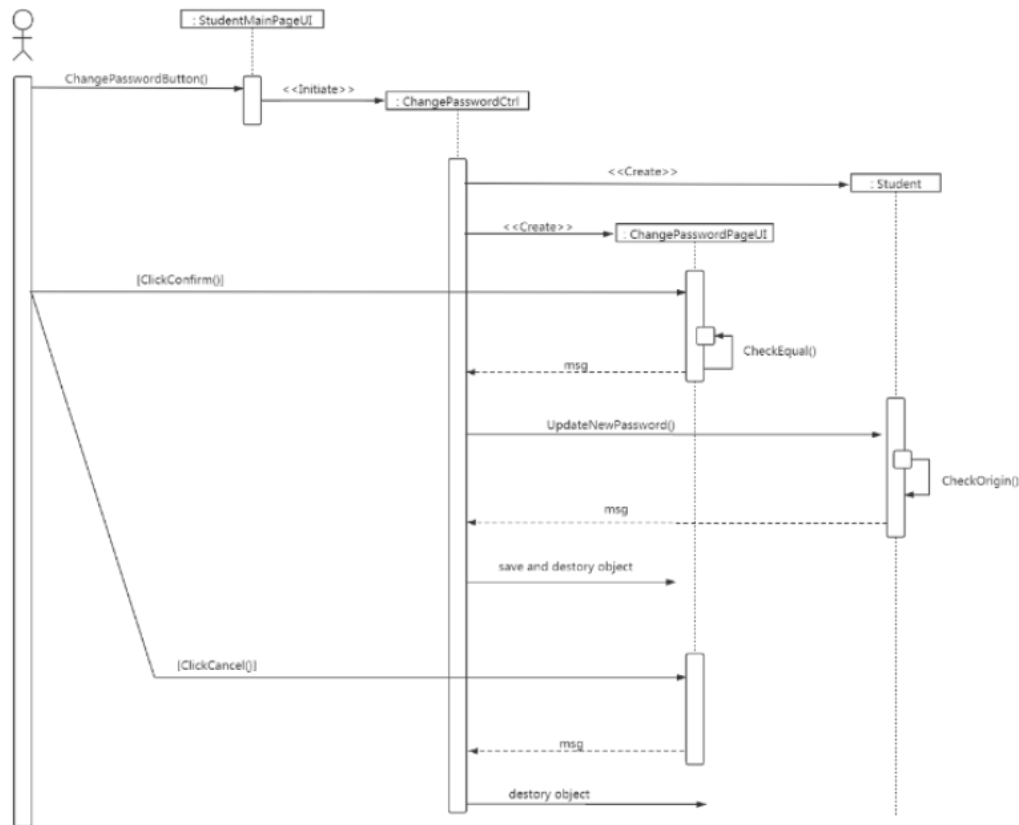 : StudentMainPageUI
ChangePasswordButton()
<<Initiate>>
: ChangePasswordCtrl
<<Create>>
: Student
<<Create>>
: ChangePasswordPageUI
[ClickConfirm()]
CheckEqual()
msg
UpdateNewPassword()
CheckOrigin()
msg
save and destory object
[ClickCancel()]
msg
destory object